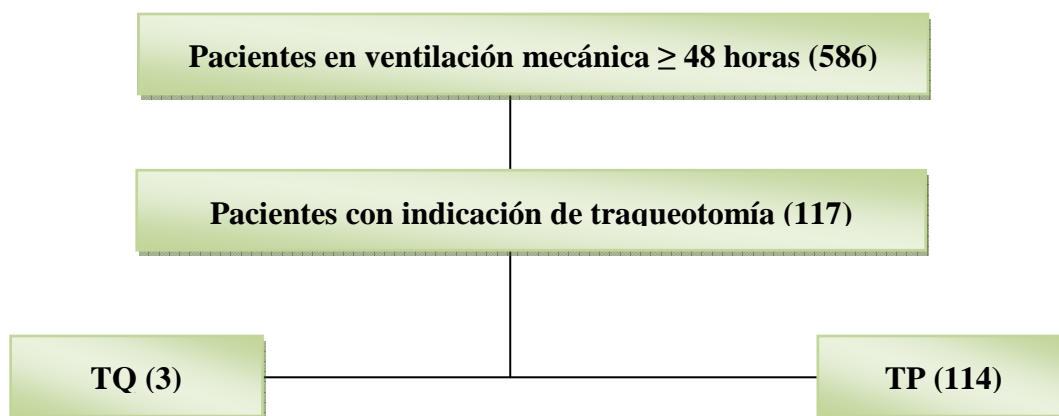 Pacientes en ventilación mecánica ≥ 48 horas (586)
Pacientes con indicación de traqueotomía (117)
TQ (3)
TP (114)